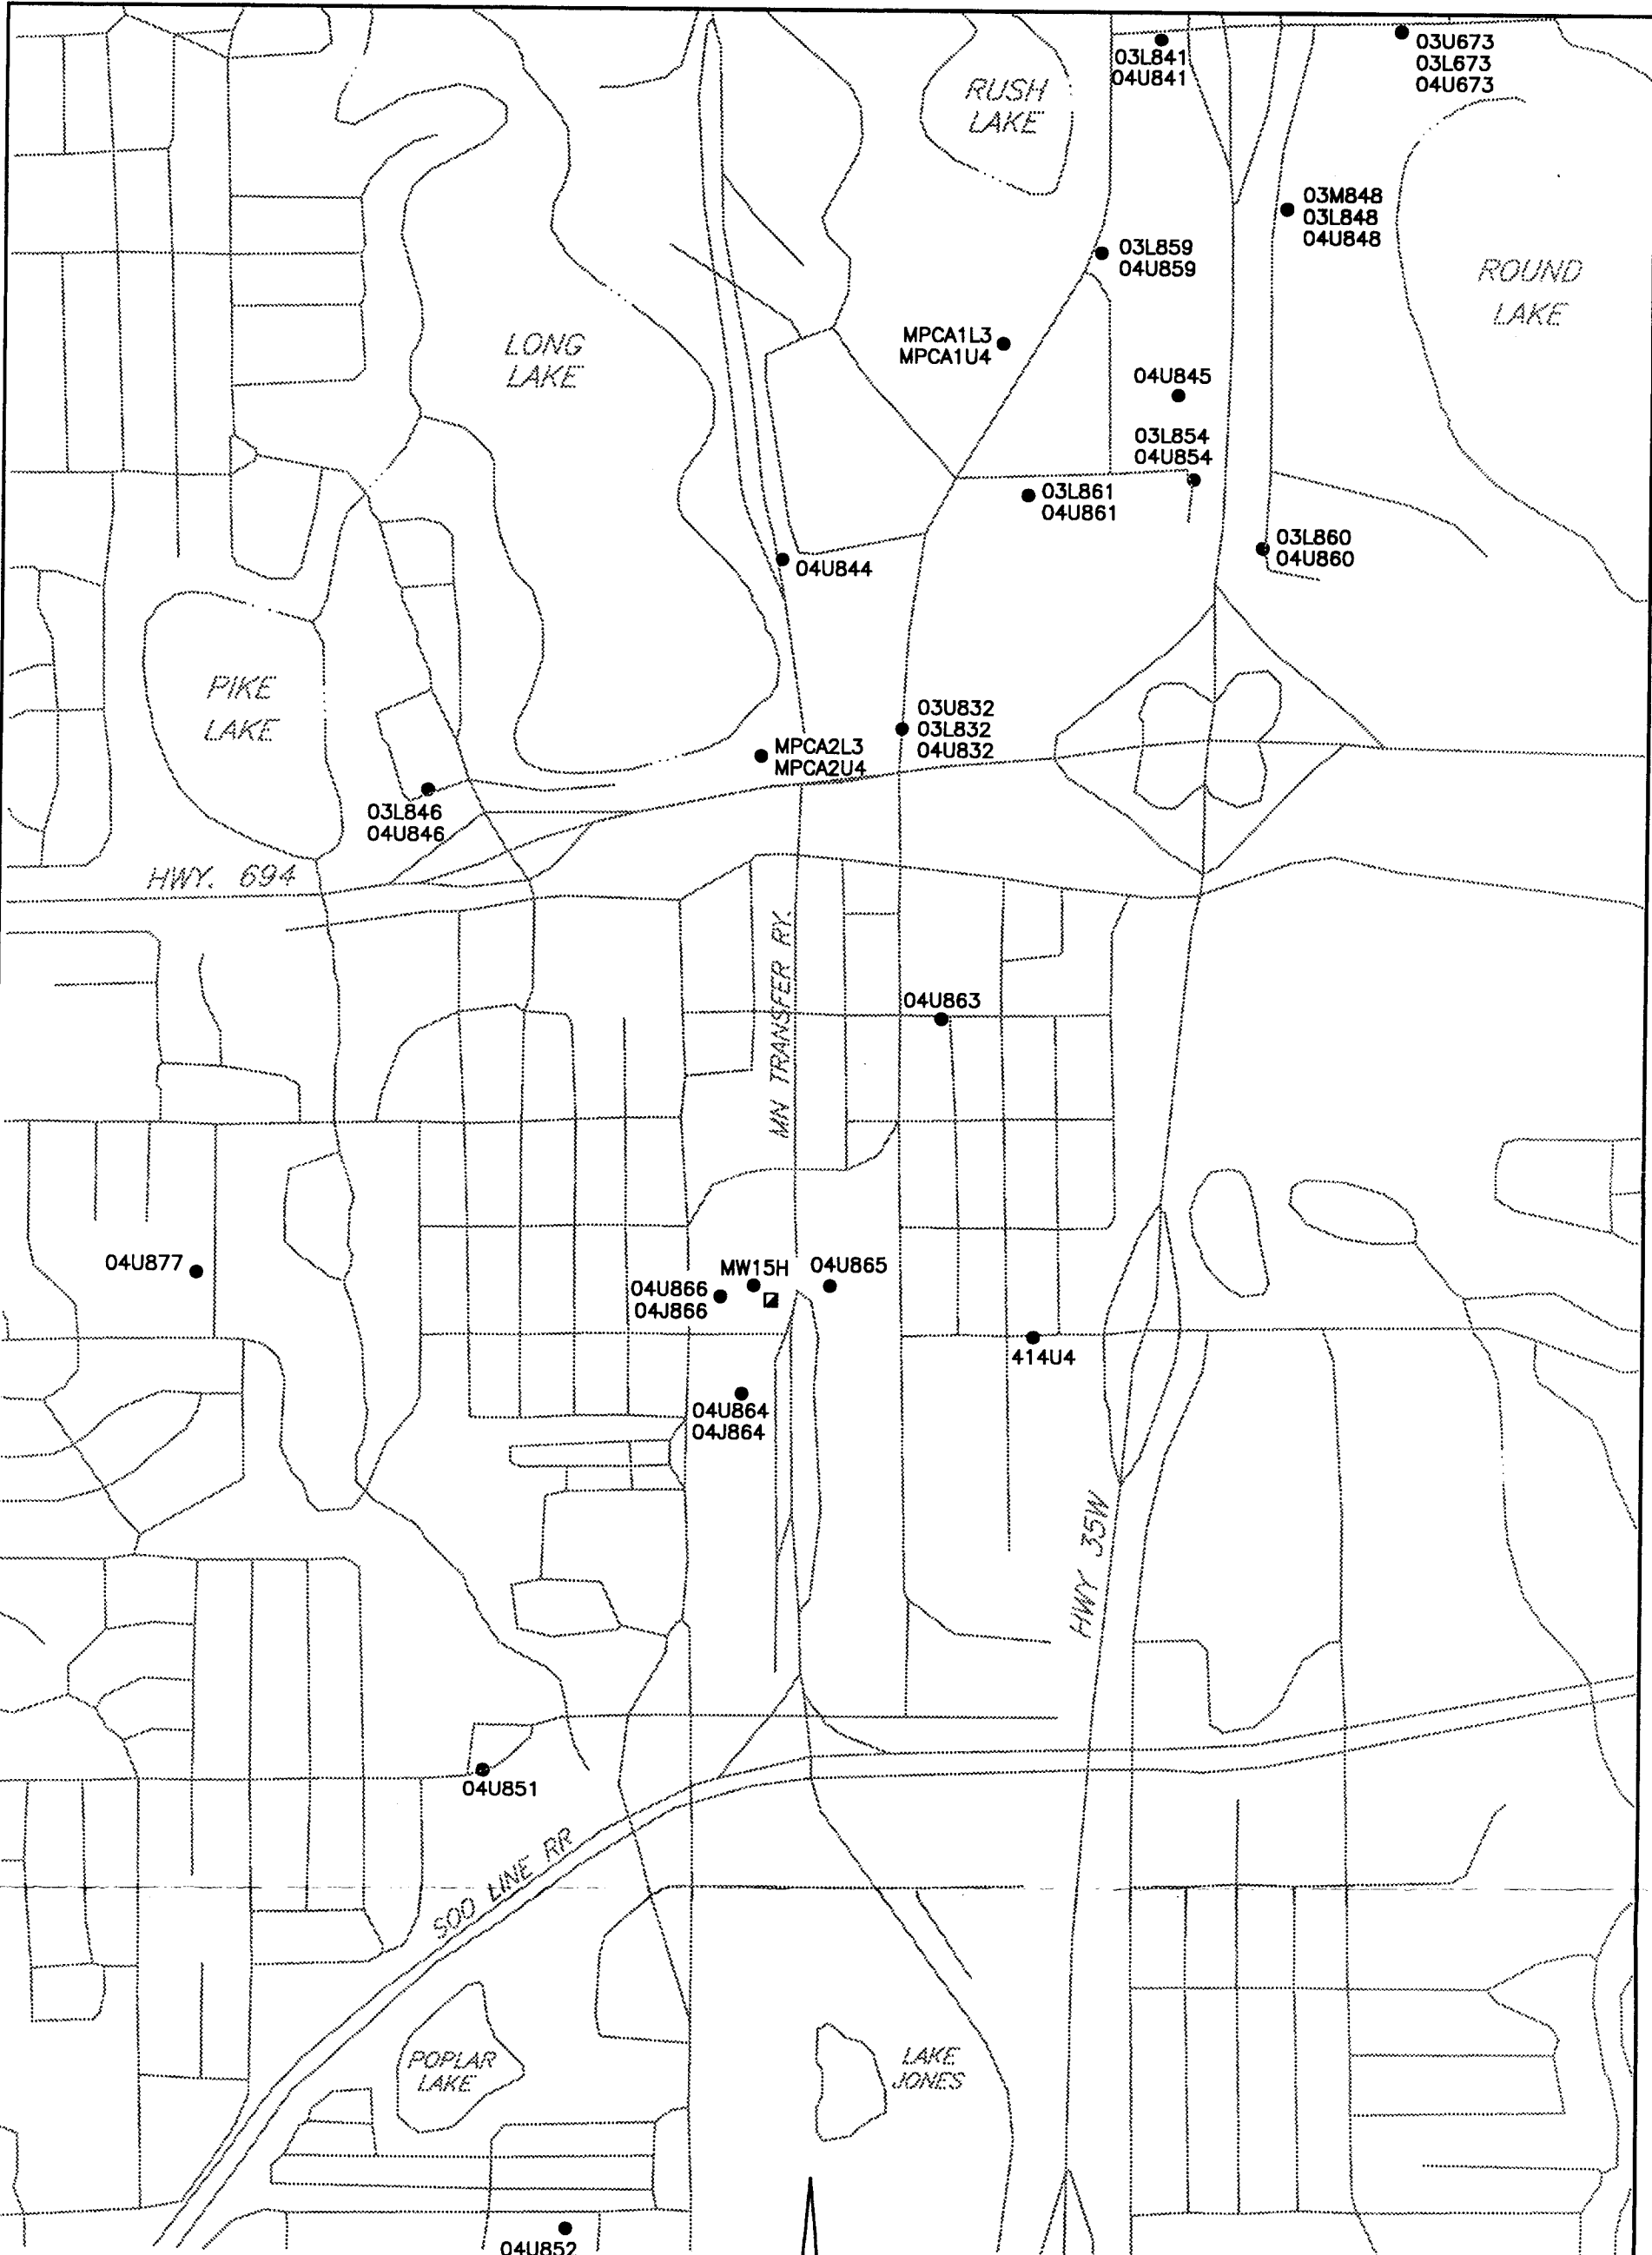 03L841
04U841
03U673
03L673
04U673
RUSH
LAKE
03M848
03L848
04U848
03L859
04U859
ROUND
LAKE
LONG
LAKE
MPCA1L3
MPCA1U4
04U845
03L854
04U854
03L861
04U861
03L860
04U860
04U844
PIKE
LAKE
03U832
03L832
04U832
MPCA2L3
MPCA2U4
03L846
04U846
HWY. 694
MN TRANSFER RY.
04U863
04U877
MW15H
04U865
04U866
04J866
414U4
04U864
04J864
HWY 35W
04U851
SOO LINE RR
POPLAR
LAKE
LAKE
JONES
04U852